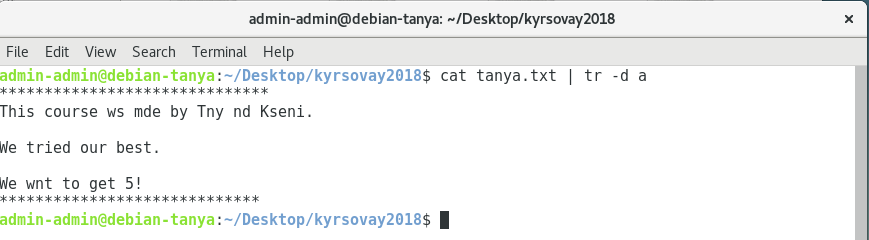 admin-admin@debian-tanya: ~/Desktop/kyrsovay2018 ×
File Edit View Search Terminal Help
admin-admin@debian-tanya:~/Desktop/kyrsovay2018$ cat tanya.txt | tr -d a
******************************
This course ws mde by Tny nd Kseni.
We tried our best.
We wnt to get 5!
*****************************
admin-admin@debian-tanya:~/Desktop/kyrsovay2018$